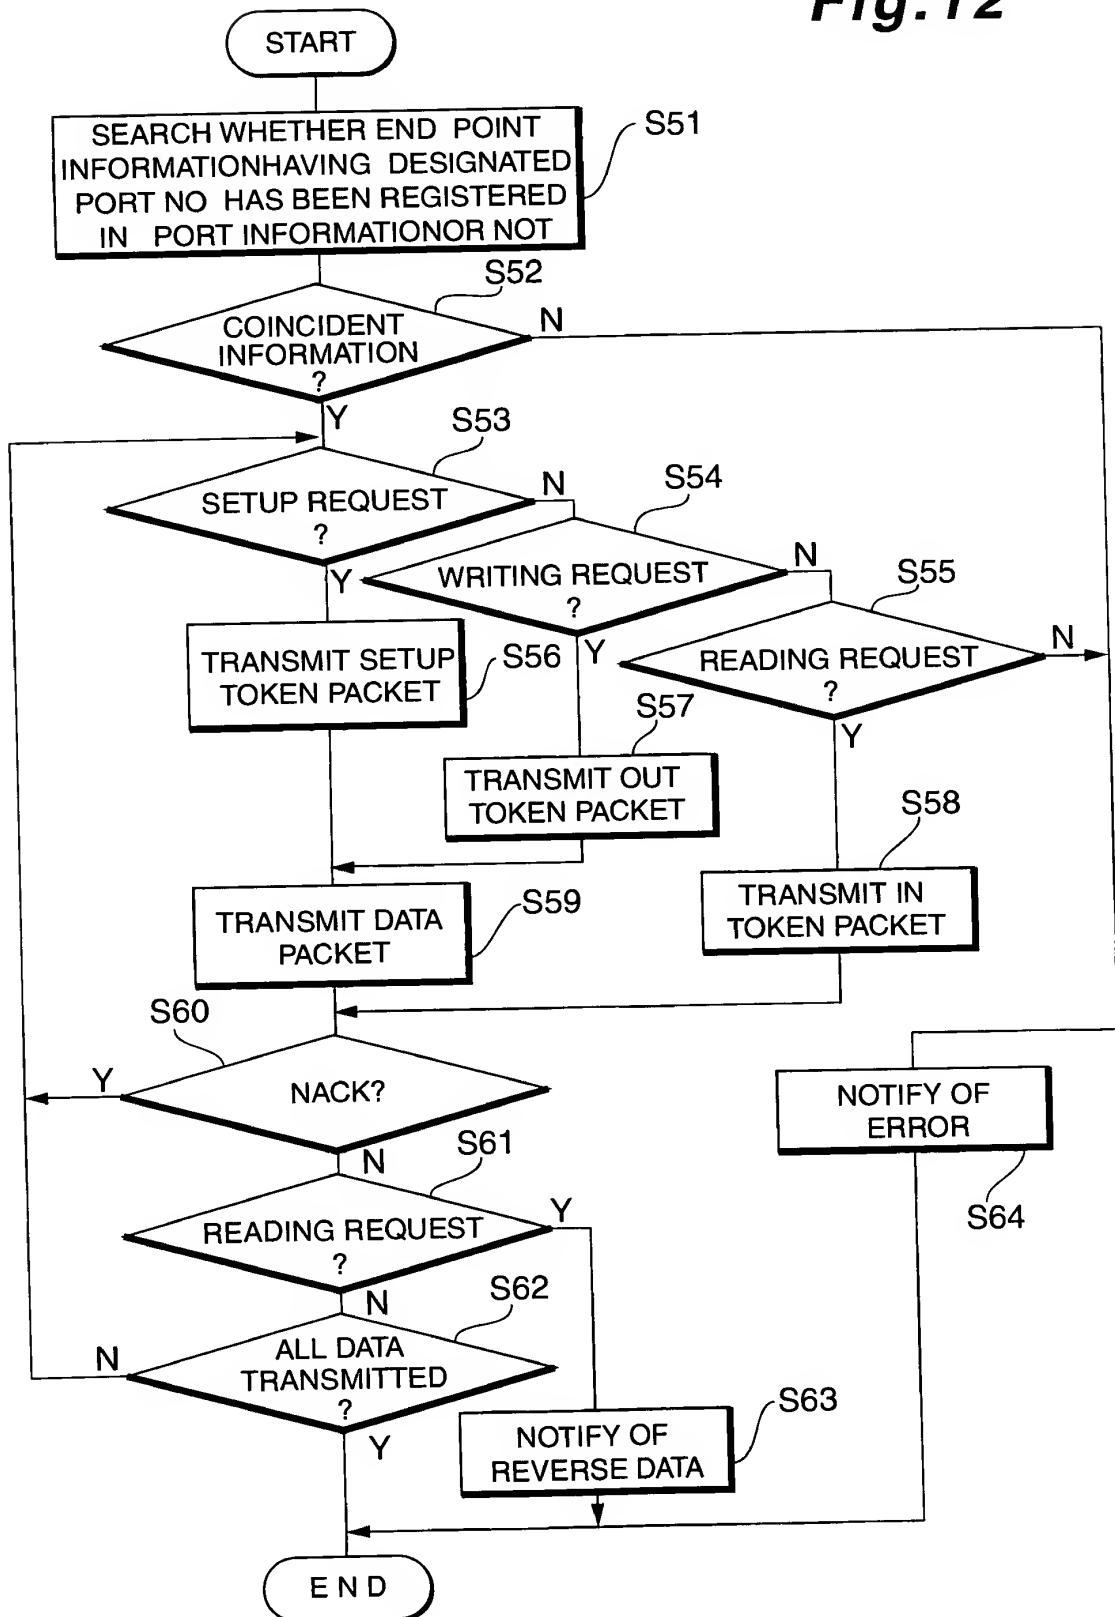 Fig.12
START
SEARCH WHETHER END POINT
INFORMATIONHAVING DESIGNATED
PORT NO HAS BEEN REGISTERED
IN PORT INFORMATIONOR NOT
S51
S52
COINCIDENT
INFORMATION
?
N
Y
S53
SETUP REQUEST
?
N
Y
S54
WRITING REQUEST
?
N
Y
S55
READING REQUEST
?
N
Y
TRANSMIT SETUP
TOKEN PACKET
S56
S57
TRANSMIT OUT
TOKEN PACKET
S58
TRANSMIT IN
TOKEN PACKET
TRANSMIT DATA
PACKET
S59
S60
Y
NACK?
N
NOTIFY OF
ERROR
S64
S61
READING REQUEST
?
Y
N
S62
ALL DATA
TRANSMITTED
?
N
Y
S63
NOTIFY OF
REVERSE DATA
END